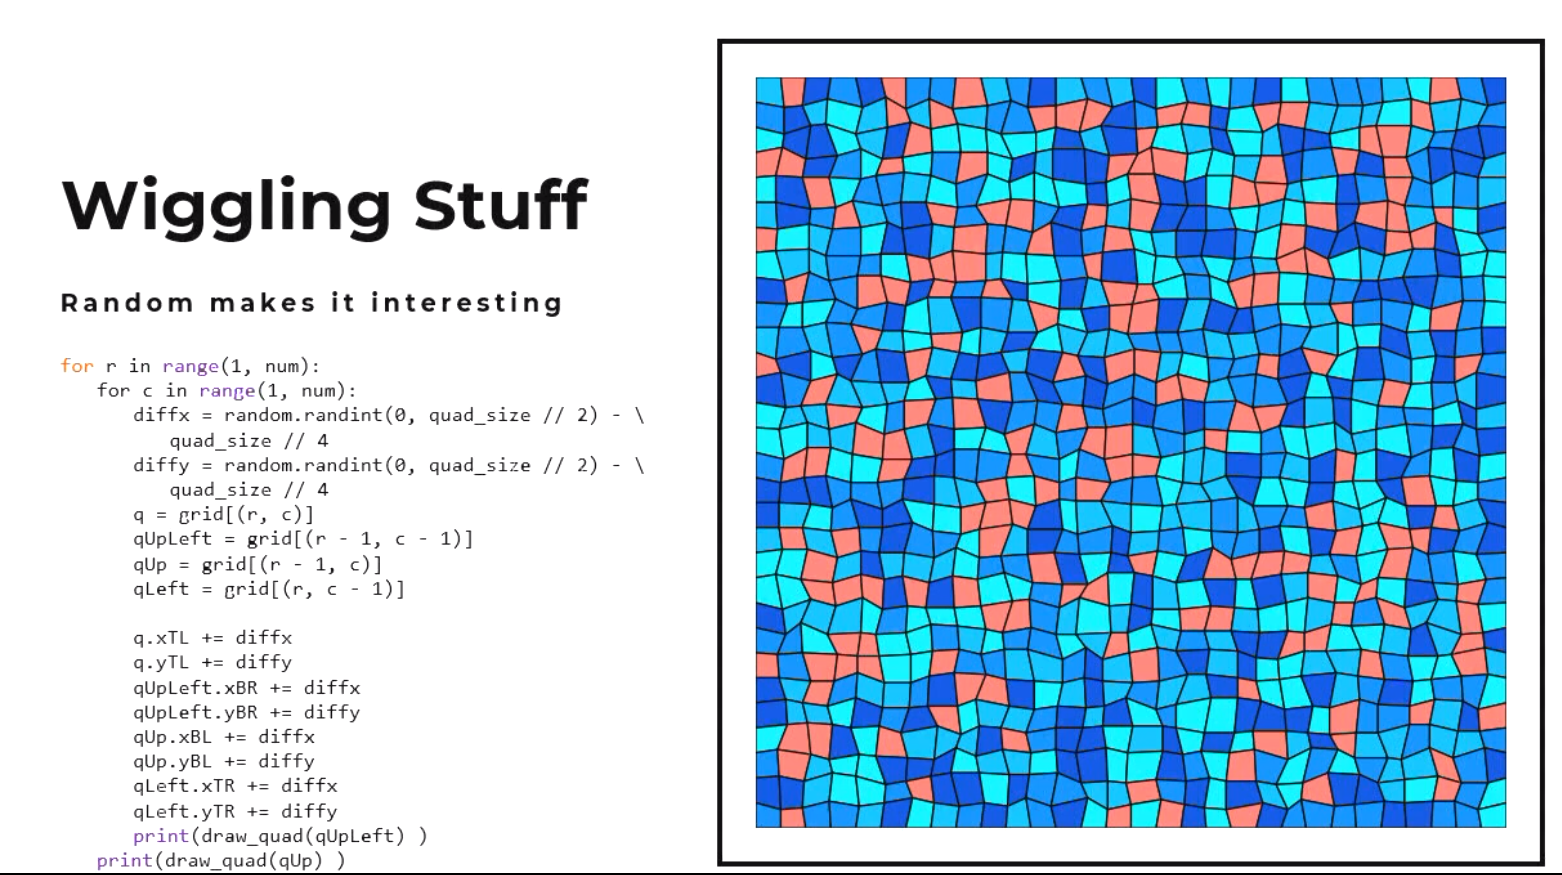 Wiggling Stuff
Random makes it interesting
for r in range(1, num):
    for c in range(1, num):
        diffx = random.randint(0, quad_size // 2) - \
            quad_size // 4
        diffy = random.randint(0, quad_size // 2) - \
            quad_size // 4
        q = grid[(r, c)]
        qUpLeft = grid[(r - 1, c - 1)]
        qUp = grid[(r - 1, c)]
        qLeft = grid[(r, c - 1)]

        q.xTL += diffx
        q.yTL += diffy
        qUpLeft.xBR += diffx
        qUpLeft.yBR += diffy
        qUp.xBL += diffx
        qUp.yBL += diffy
        qLeft.xTR += diffx
        qLeft.yTR += diffy
        print(draw_quad(qUpLeft) )
    print(draw_quad(qUp) )